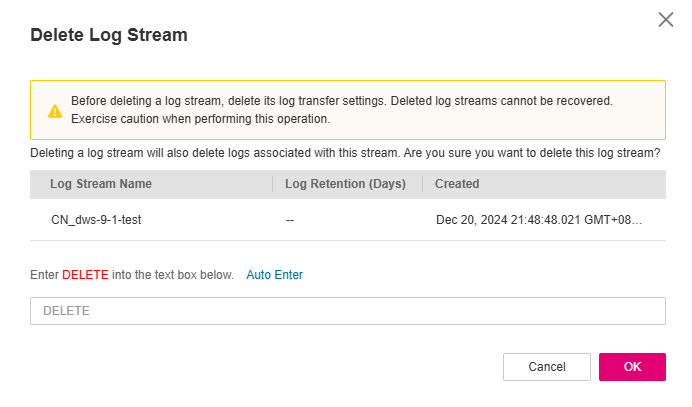 Delete Log Stream
Before deleting a log stream, delete its log transfer settings. Deleted log streams cannot be recovered.
Exercise caution when performing this operation.
Deleting a log stream will also delete logs associated with this stream. Are you sure you want to delete this log stream?
Log Stream Name Log Retention (Days) Created
CN_dws-9-1-test -- Dec 20, 2024 21:48:48.021 GMT+08...
Enter DELETE into the text box below. Auto Enter
DELETE
Cancel OK